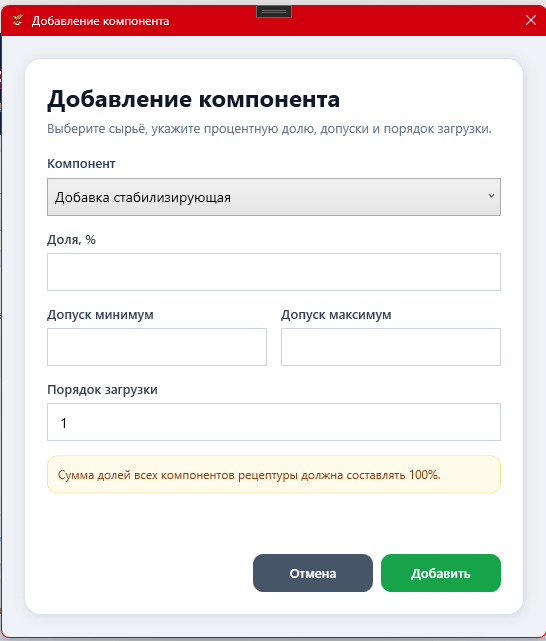 Добавление компонента
Добавление компонента
Выберите сырьё, укажите процентную долю, допуски и порядок загрузки.
Компонент
Добавка стабилизирующая
Доля, %
Допуск минимум Допуск максимум
Порядок загрузки
1
Сумма долей всех компонентов рецептуры должна составлять 100%.
Отмена Добавить